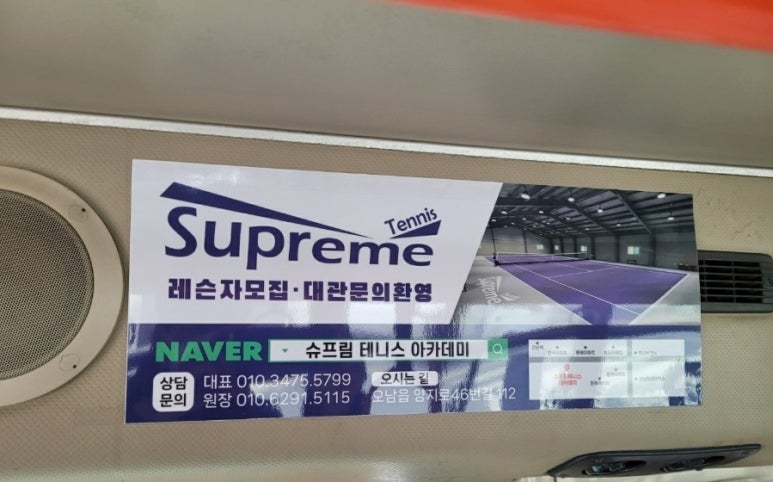 Supreme Tennis
레슨자모집·대관문의환영
Supreme
NAVER 슈프림 테니스 아카데미
상담문의
대표 010.3475.5799
원장 010.6291.5115
오시는 길
오남읍 양지로46번길 112